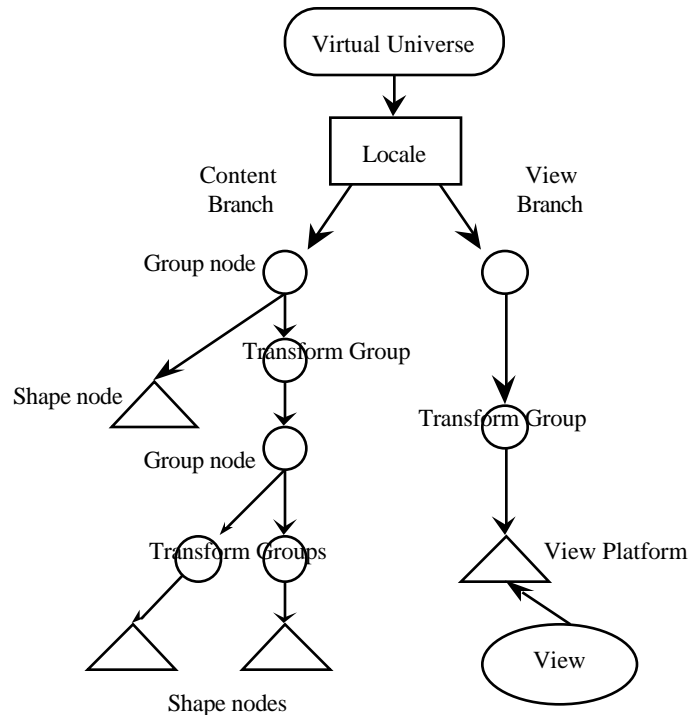 Virtual Universe
Locale
Content
Branch
View
Branch
Group node
Transform Group
Shape node
Transform Group
Group node
Transform Groups
View Platform
View
Shape nodes